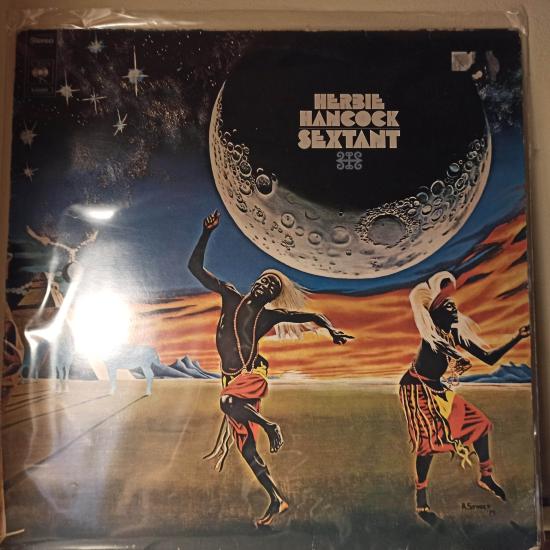 Stereo
HERBIE
HANCOCK
SEXTANT